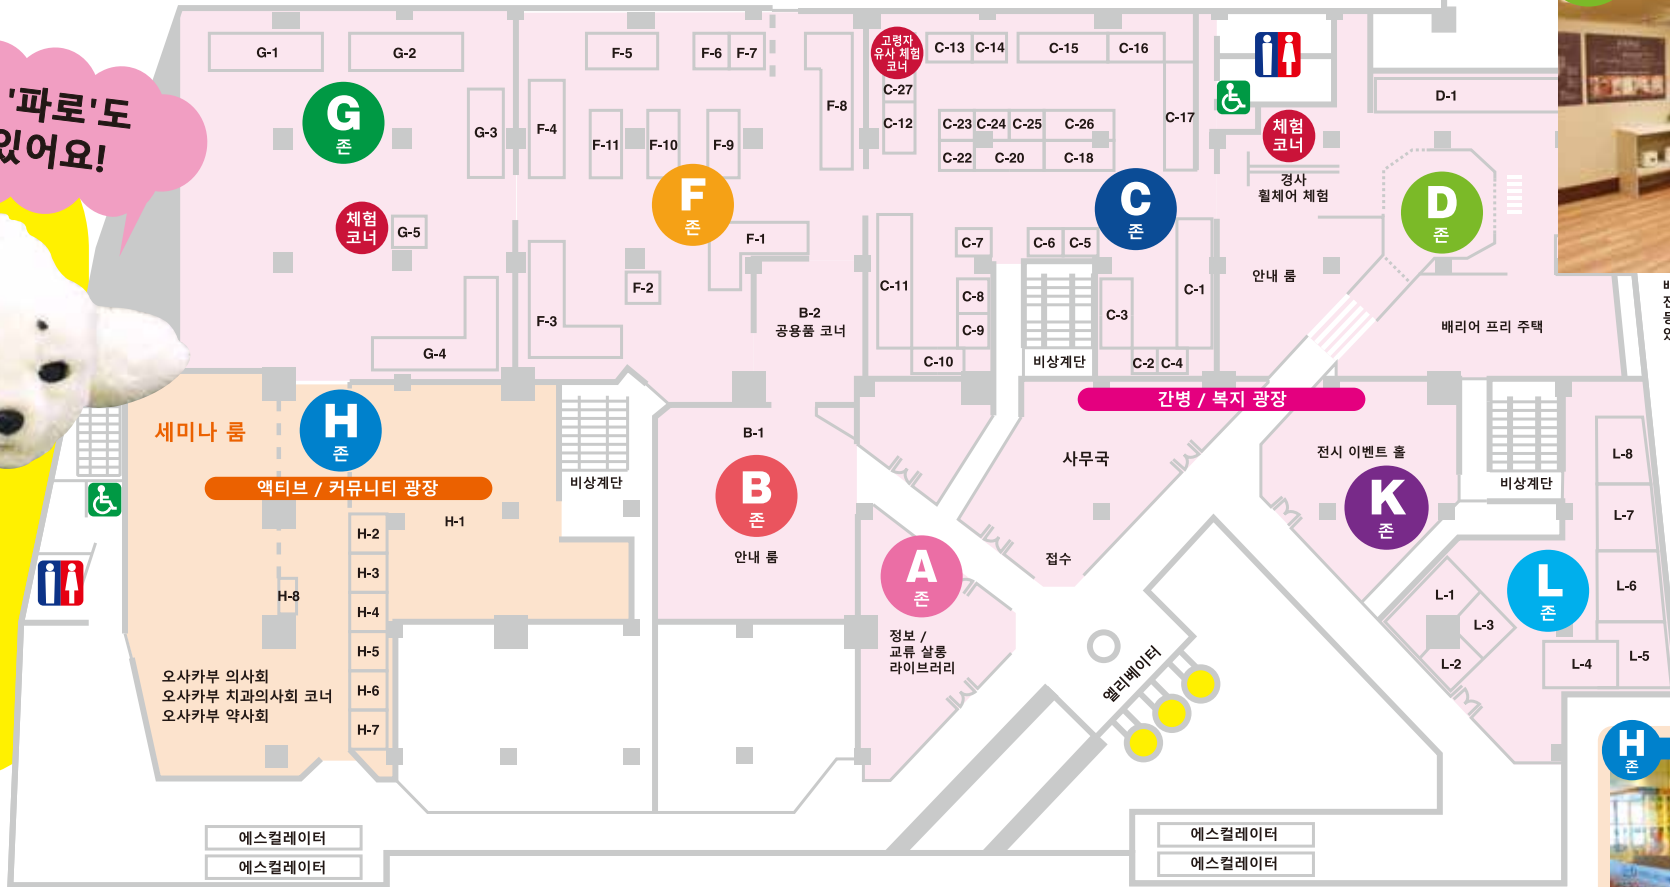 '파로'도
있어요!
G-1
G-2
G
존
G-3
체험
코너
G-5
G-4
F-5
F-6
F-7
F-8
F-4
F-11
F-10
F-9
F
존
F-1
F-2
F-3
B-2
공용품 코너
고령자
유사 체험
코너
C-13
C-14
C-15
C-16
C-27
C-12
C-17
C-23
C-24
C-25
C-26
C-22
C-20
C-18
C
존
C-7
C-6
C-5
C-11
C-8
C-9
C-10
C-3
C-1
C-2
C-4
비상계단
체험
코너
경사
휠체어 체험
D-1
D
존
안내 룸
배리어 프리 주택
간병 / 복지 광장
세미나 룸
H
존
액티브 / 커뮤니티 광장
H-1
H-2
H-3
H-4
H-5
H-6
H-7
H-8
오사카부 의사회
오사카부 치과의사회 코너
오사카부 약사회
비상계단
B-1
B
존
안내 룸
A
존
정보 /
교류 살롱
라이브러리
사무국
접수
엘리베이터
전시 이벤트 홀
K
존
비상계단
L-8
L-7
L-6
L-5
L
존
L-1
L-3
L-2
L-4
에스컬레이터
에스컬레이터
에스컬레이터
에스컬레이터
H
존